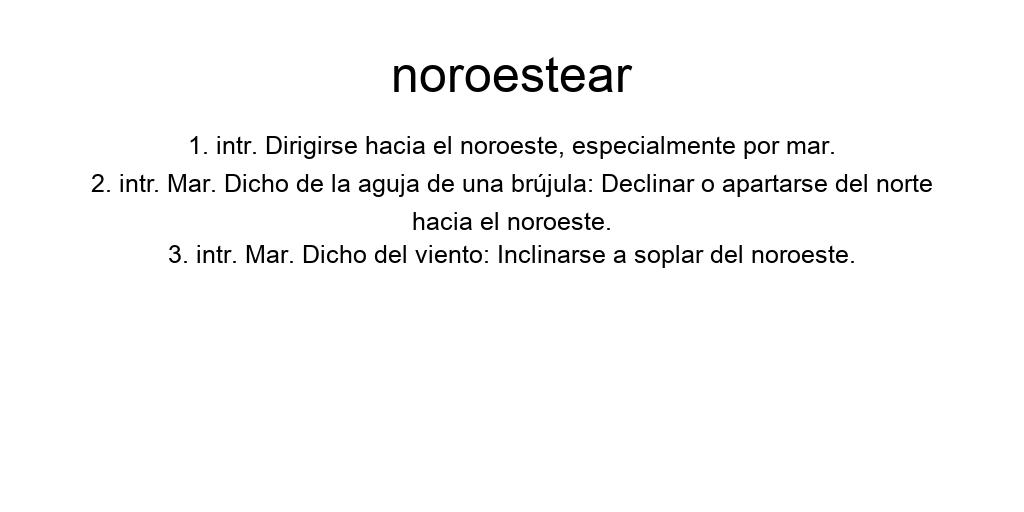 noroestear
1. intr. Dirigirse hacia el noroeste, especialmente por mar.
2. intr. Mar. Dicho de la aguja de una brújula: Declinar o apartarse del norte
hacia el noroeste.
3. intr. Mar. Dicho del viento: Inclinarse a soplar del noroeste.